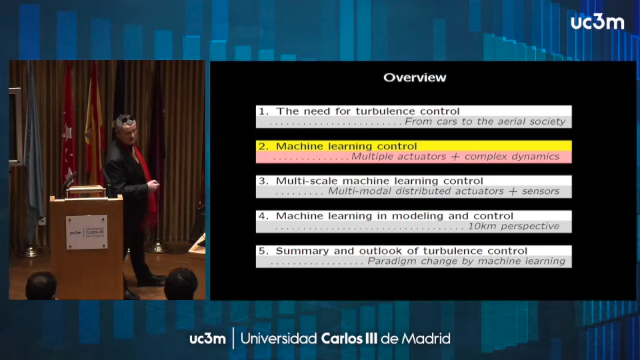 uc3m
Overview
1. The need for turbulence control
........................From cars to the aerial society
2. Machine learning control
..............Multiple actuators + complex dynamics
3. Multi-scale machine learning control
.........Multi-modal distributed actuators + sensors
4. Machine learning in modeling and control
...................................10km perspective
5. Summary and outlook of turbulence control
.................Paradigm change by machine learning
uc3m
uc3m | Universidad Carlos III de Madrid